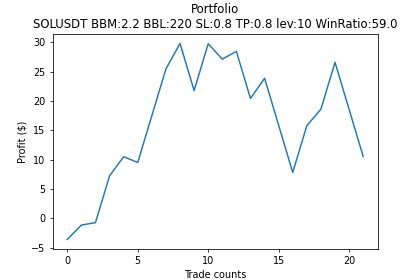 Portfolio
SOLUSDT BBM:2.2 BBL:220 SL:0.8 TP:0.8 lev:10 WinRatio:59.0
30
25
20
15
10
5
0
−5
Profit ($)
0 5 10 15 20
Trade counts